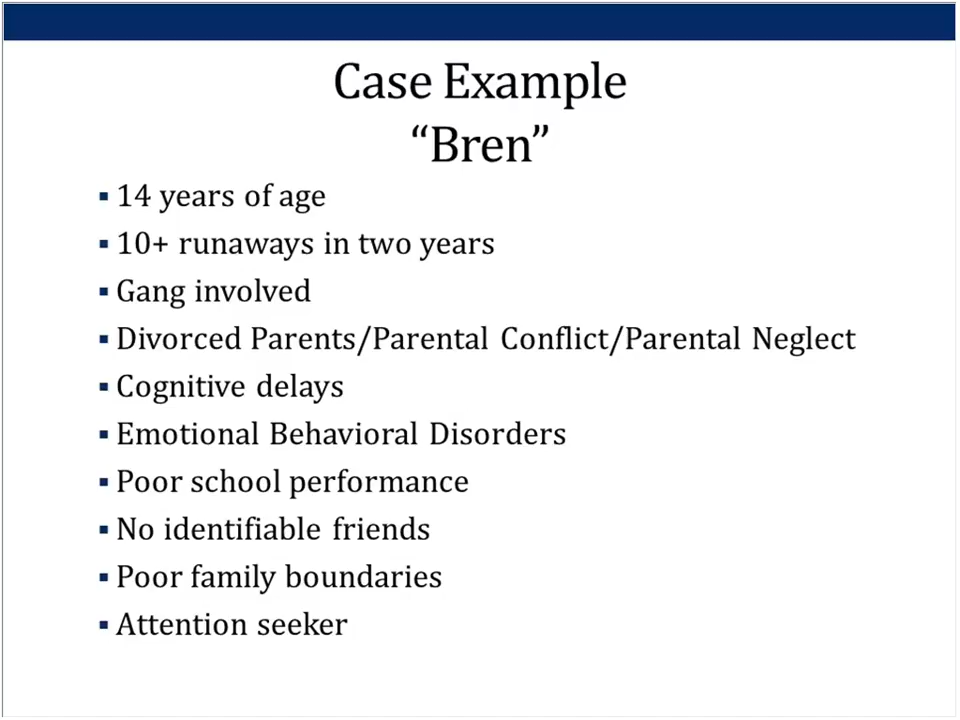 Case Example
“Bren”
▪ 14 years of age
▪ 10+ runaways in two years
▪ Gang involved
▪ Divorced Parents/Parental Conflict/Parental Neglect
▪ Cognitive delays
▪ Emotional Behavioral Disorders
▪ Poor school performance
▪ No identifiable friends
▪ Poor family boundaries
▪ Attention seeker